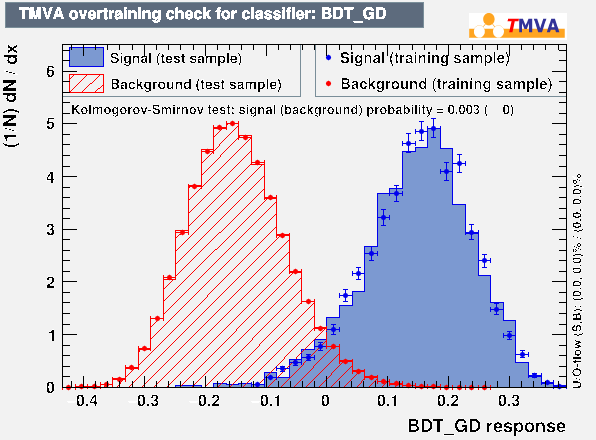 TMVA overtraining check for classifier: BDT_GD
TMVA
Signal (test sample)
Background (test sample)
Signal (training sample)
Background (training sample)
Kolmogorov-Smirnov test: signal (background) probability = 0.003 ( 0)
(1/N) dN / dx
6
5
4
3
2
1
0
-0.4 -0.3 -0.2 -0.1 0 0.1 0.2 0.3
BDT_GD response
U/O-flow (S,B): (0.0, 0.0)% / (0.0, 0.0)%